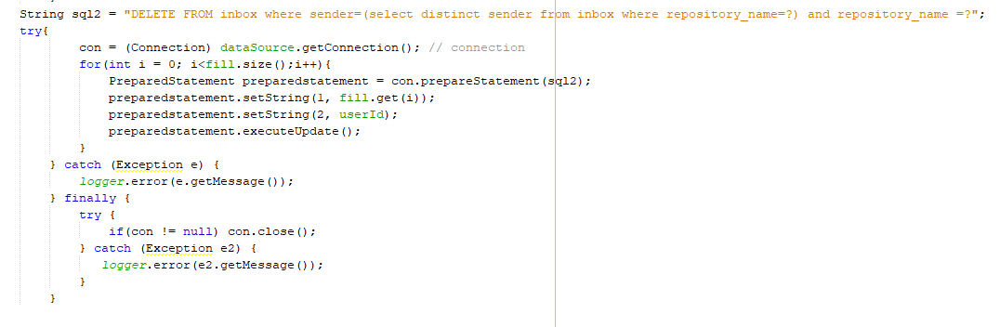 String sql2 = "DELETE FROM inbox where sender=(select distinct sender from inbox where repository_name=?) and repository_name =?";
try{
con = (Connection) dataSource.getConnection(); // connection
for(int i = 0; i<fill.size();i++){
PreparedStatement preparedstatement = con.prepareStatement(sql2);
preparedstatement.setString(1, fill.get(i));
preparedstatement.setString(2, userId);
preparedstatement.executeUpdate();
}
} catch (Exception e) {
logger.error(e.getMessage());
} finally {
try {
if(con != null) con.close();
} catch (Exception e2) {
logger.error(e2.getMessage());
}
}